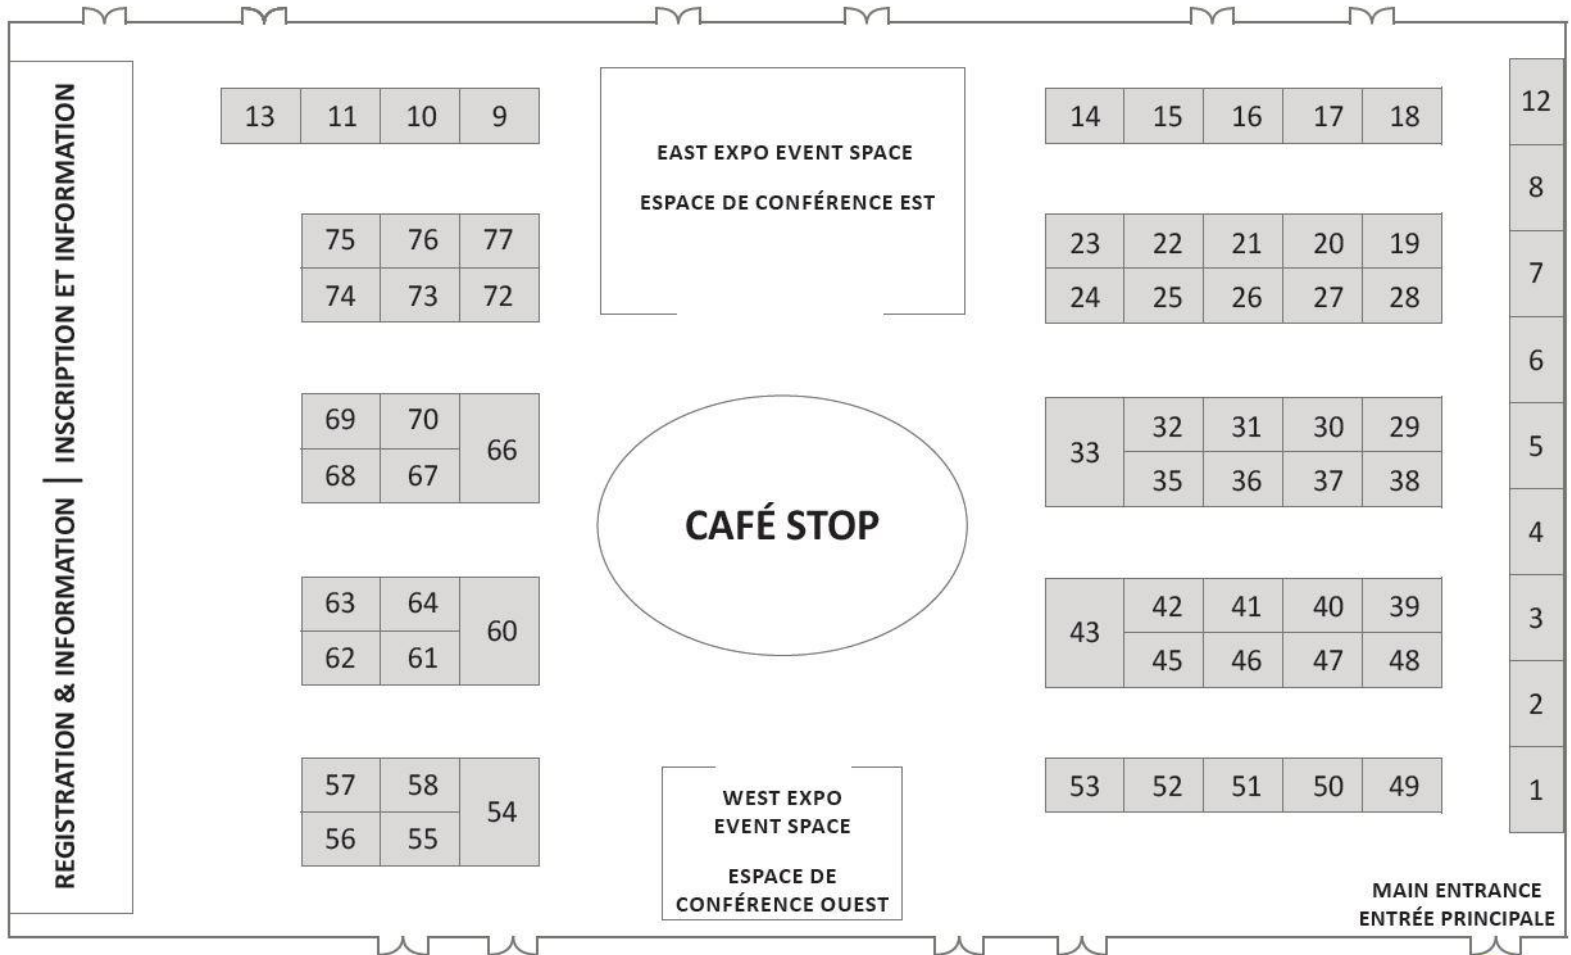 REGISTRATION & INFORMATION | INSCRIPTION ET INFORMATION
13 11 10 9
75 76 77
74 73 72
69 70
66
68 67
63 64
60
62 61
57 58
54
56 55
EAST EXPO EVENT SPACE
ESPACE DE CONFÉRENCE EST
CAFÉ STOP
WEST EXPO
EVENT SPACE
ESPACE DE
CONFÉRENCE OUEST
14 15 16 17 18
23 22 21 20 19
24 25 26 27 28
32 31 30 29
33
35 36 37 38
42 41 40 39
43
45 46 47 48
53 52 51 50 49
12
8
7
6
5
4
3
2
1
MAIN ENTRANCE
ENTRÉE PRINCIPALE